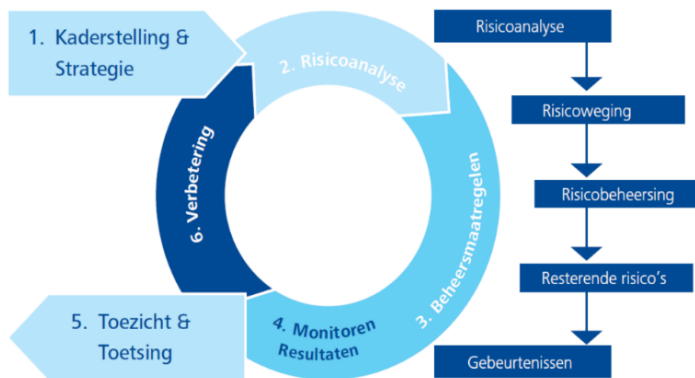 1. Kaderstelling &
Strategie
2. Risicoanalyse
3. Beheersmaatregelen
4. Monitoren
Resultaten
5. Toezicht &
Toetsing
6. Verbetering
Risicoanalyse
Risicoweging
Risicobeheersing
Resterende risico's
Gebeurtenissen